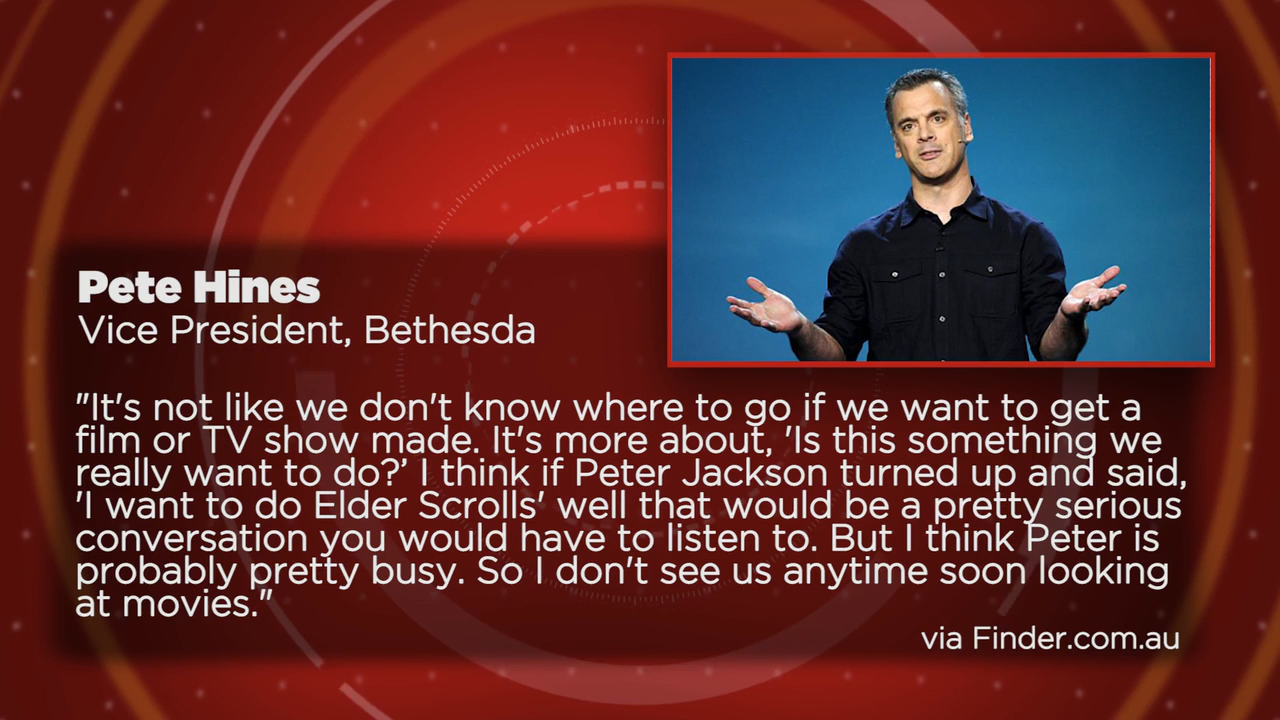 Pete Hines
Vice President, Bethesda
"It's not like we don't know where to go if we want to get a
film or TV show made. It's more about, 'Is this something we
really want to do?’ I think if Peter Jackson turned up and said,
'I want to do Elder Scrolls' well that would be a pretty serious
conversation you would have to listen to. But I think Peter is
probably pretty busy. So I don't see us anytime soon looking
at movies."
via Finder.com.au